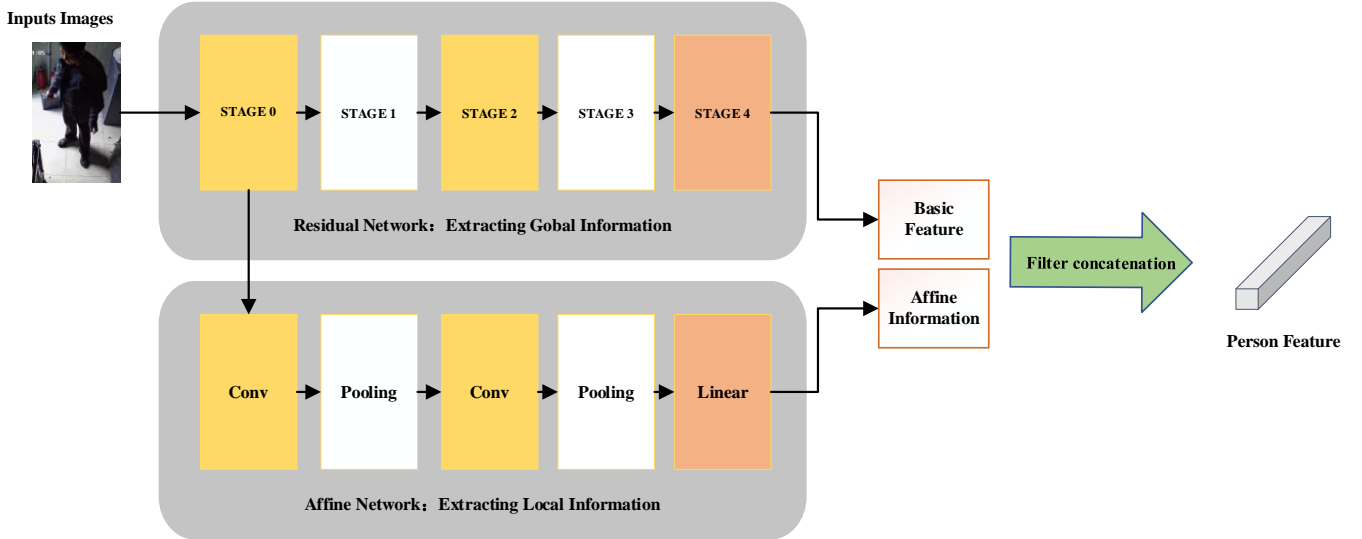 Inputs Images
STAGE 0
STAGE 1
STAGE 2
STAGE 3
STAGE 4
Residual Network：Extracting Gobal Information
Basic
Feature
Affine
Information
Filter concatenation
Person Feature
Conv
Pooling
Conv
Pooling
Linear
Affine Network：Extracting Local Information